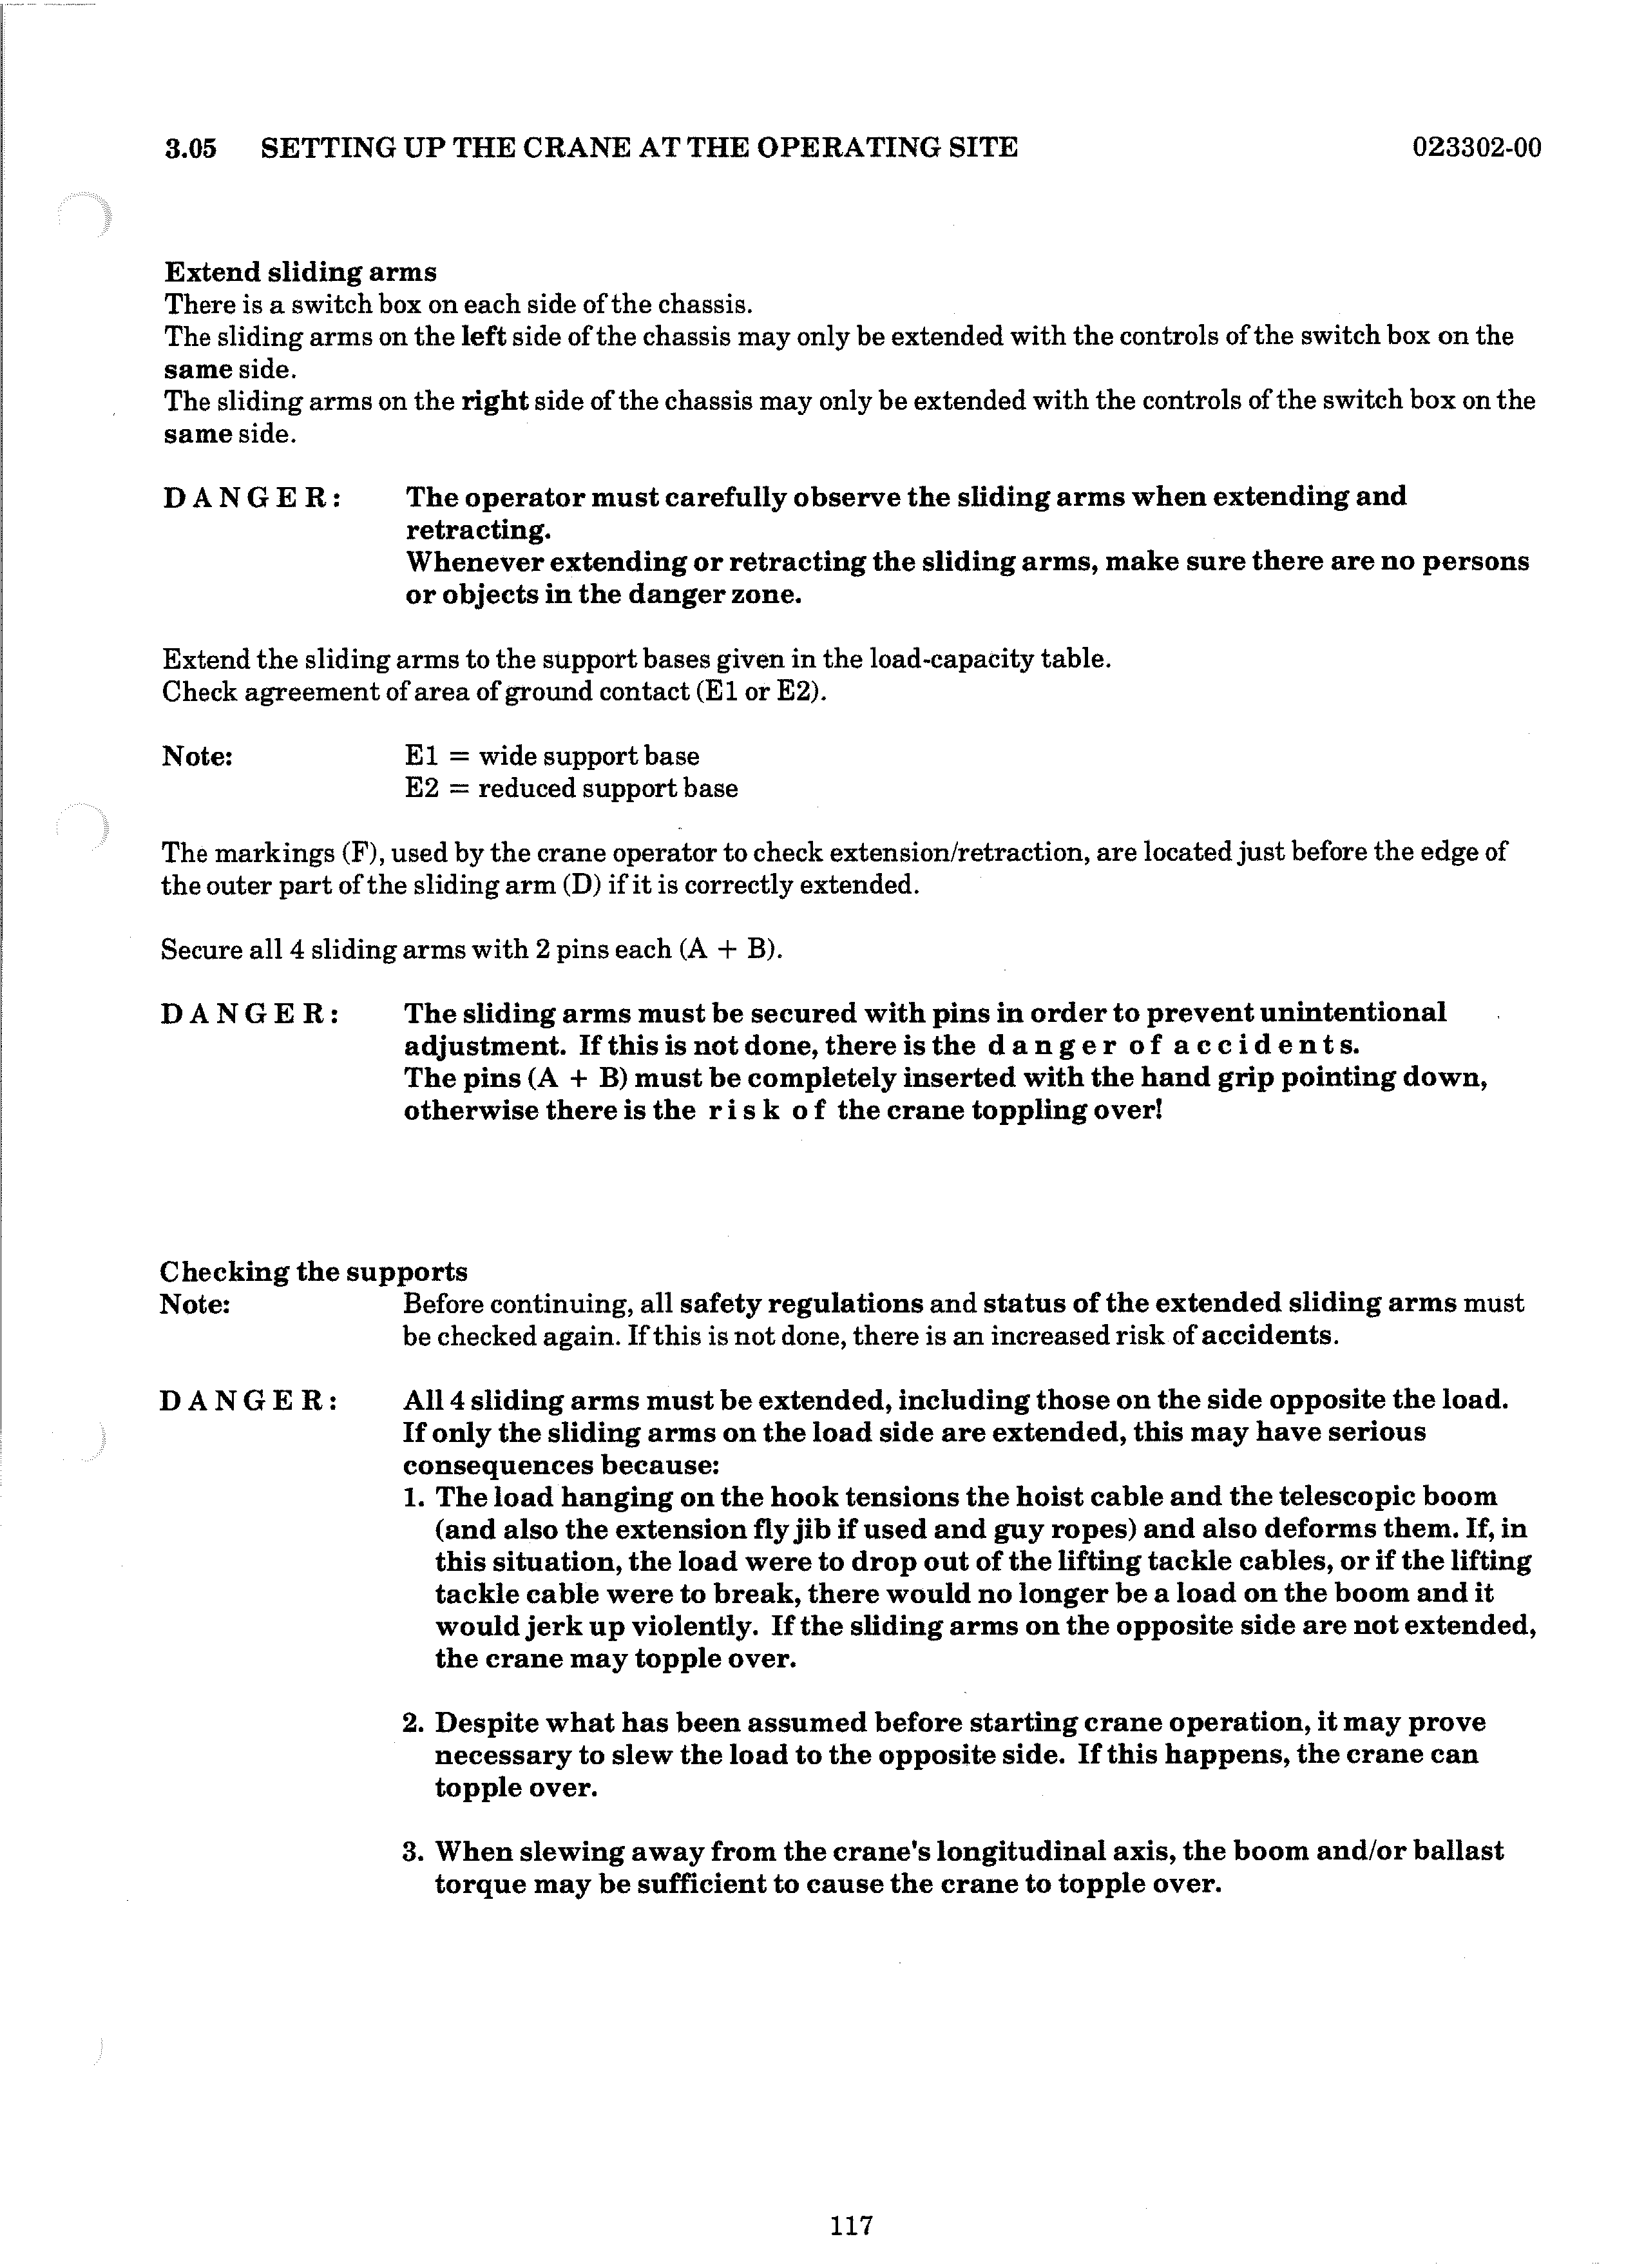 3.05 SETTING UP THE CRANE AT THE OPERATING SITE 023302-00
Extend sliding arms
There is a switch box on each side of the chassis.
The sliding arms on the left side of the chassis may only be extended with the controls of the switch box on the
same side.
The sliding arms on the right side of the chassis may only be extended with the controls of the switch box on the
same side.
D A N G E R : The operator must carefully observe the sliding arms when extending and
retracting.
Whenever extending or retracting the sliding arms, make sure there are no persons
or objects in the danger zone.
Extend the sliding arms to the support bases given in the load-capacity table.
Check agreement of area of ground contact (E1 or E2).
Note: E1 = wide support base
E2 = reduced support base
The markings (F), used by the crane operator to check extension/retraction, are located just before the edge of
the outer part of the sliding arm (D) if it is correctly extended.
Secure all 4 sliding arms with 2 pins each (A + B).
D A N G E R : The sliding arms must be secured with pins in order to prevent unintentional
adjustment. If this is not done, there is the d a n g e r o f a c c i d e n t s.
The pins (A + B) must be completely inserted with the hand grip pointing down,
otherwise there is the r i s k o f the crane toppling over!
Checking the supports
Note: Before continuing, all safety regulations and status of the extended sliding arms must
be checked again. If this is not done, there is an increased risk of accidents.
D A N G E R : All 4 sliding arms must be extended, including those on the side opposite the load.
If only the sliding arms on the load side are extended, this may have serious
consequences because:
1. The load hanging on the hook tensions the hoist cable and the telescopic boom
(and also the extension fly jib if used and guy ropes) and also deforms them. If, in
this situation, the load were to drop out of the lifting tackle cables, or if the lifting
tackle cable were to break, there would no longer be a load on the boom and it
would jerk up violently. If the sliding arms on the opposite side are not extended,
the crane may topple over.
2. Despite what has been assumed before starting crane operation, it may prove
necessary to slew the load to the opposite side. If this happens, the crane can
topple over.
3. When slewing away from the crane's longitudinal axis, the boom and/or ballast
torque may be sufficient to cause the crane to topple over.
117